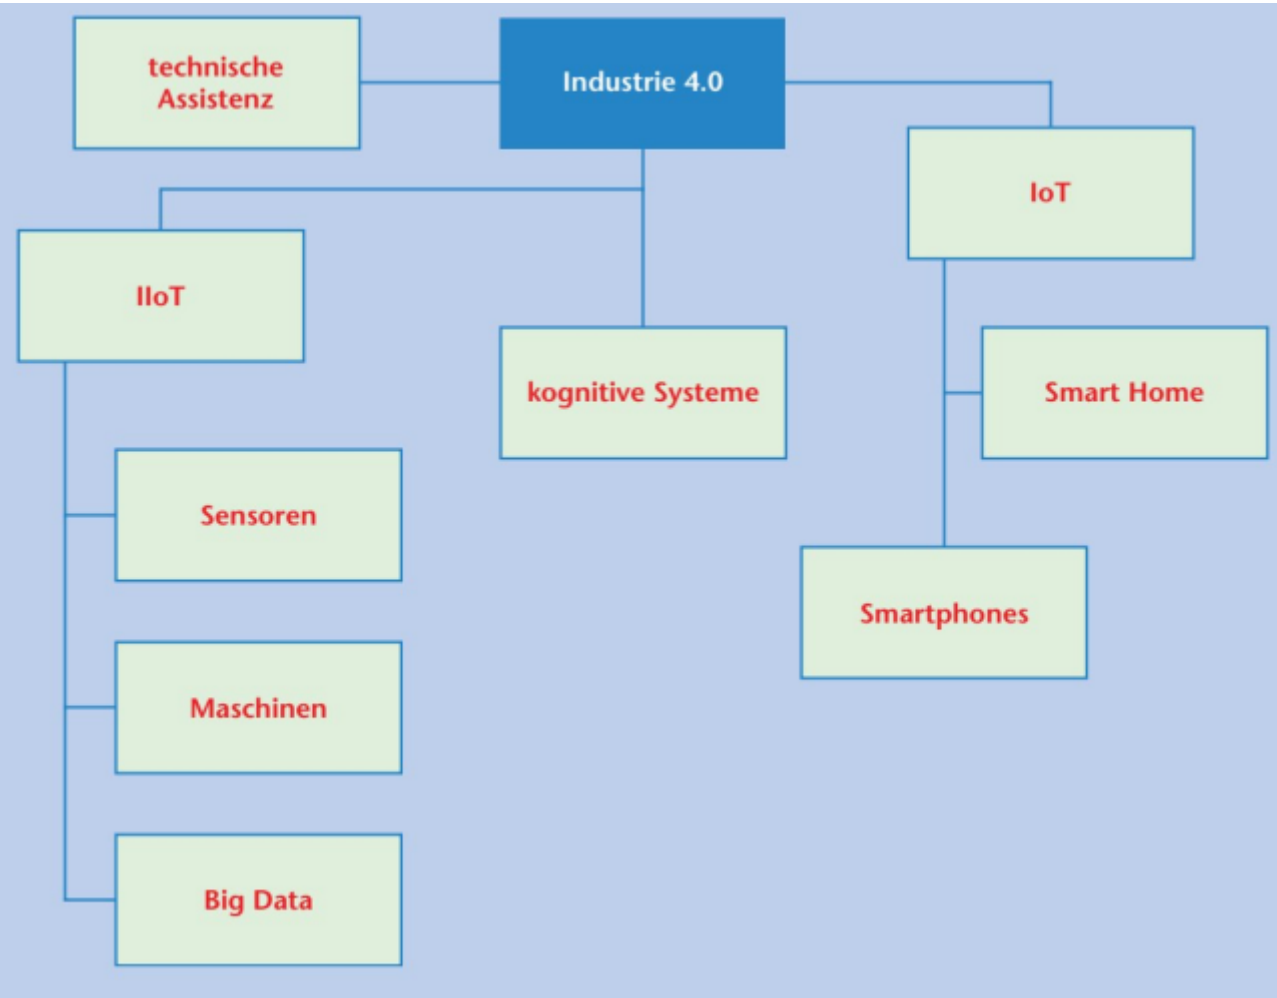 technische
Assistenz
Industrie 4.0
IoT
IIoT
kognitive Systeme
Smart Home
Sensoren
Smartphones
Maschinen
Big Data